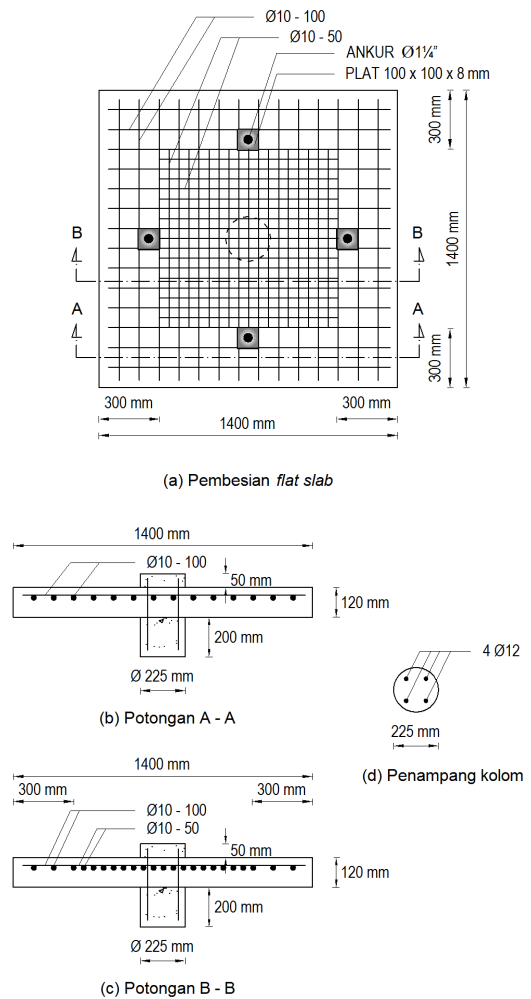 Ø10 - 100
Ø10 - 50
ANKUR Ø1¼”
PLAT 100 x 100 x 8 mm
300 mm
1400 mm
B
B
A
A
300 mm
300 mm
300 mm
1400 mm
(a) Pembesian flat slab
1400 mm
Ø10 - 100
50 mm
120 mm
200 mm
Ø 225 mm
(b) Potongan A - A
4 Ø12
225 mm
(d) Penampang kolom
1400 mm
300 mm
300 mm
Ø10 - 100
Ø10 - 50
50 mm
120 mm
200 mm
Ø 225 mm
(c) Potongan B - B